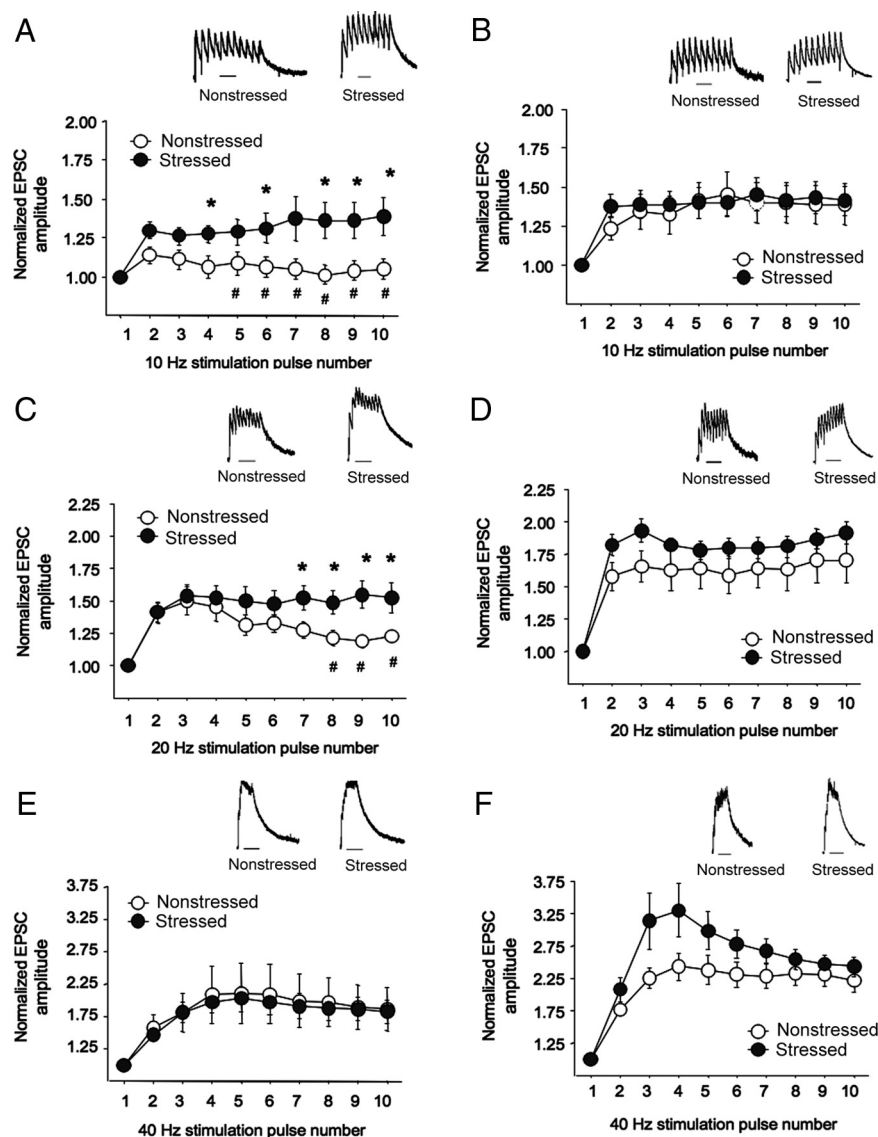 A
Nonstressed
Stressed
Normalized EPSC
amplitude
2.00
1.75
1.50
1.25
1.00
Nonstressed
Stressed
* * * * *
# # # # # #
1 2 3 4 5 6 7 8 9 10
10 Hz stimulation pulse number
B
Nonstressed
Stressed
Normalized EPSC
amplitude
2.00
1.75
1.50
1.25
1.00
Nonstressed
Stressed
1 2 3 4 5 6 7 8 9 10
10 Hz stimulation pulse number
C
Nonstressed
Stressed
Normalized EPSC
amplitude
2.25
2.00
1.75
1.50
1.25
1.00
Nonstressed
Stressed
* * * *
# # #
1 2 3 4 5 6 7 8 9 10
20 Hz stimulation pulse number
D
Nonstressed
Stressed
Normalized EPSC
amplitude
2.25
2.00
1.75
1.50
1.25
1.00
Nonstressed
Stressed
1 2 3 4 5 6 7 8 9 10
20 Hz stimulation pulse number
E
Nonstressed
Stressed
Normalized EPSC
amplitude
3.75
3.25
2.75
2.25
1.75
1.25
Nonstressed
Stressed
1 2 3 4 5 6 7 8 9 10
40 Hz stimulation pulse number
F
Nonstressed
Stressed
Normalized EPSC
amplitude
3.75
3.25
2.75
2.25
1.75
1.25
Nonstressed
Stressed
1 2 3 4 5 6 7 8 9 10
40 Hz stimulation pulse number